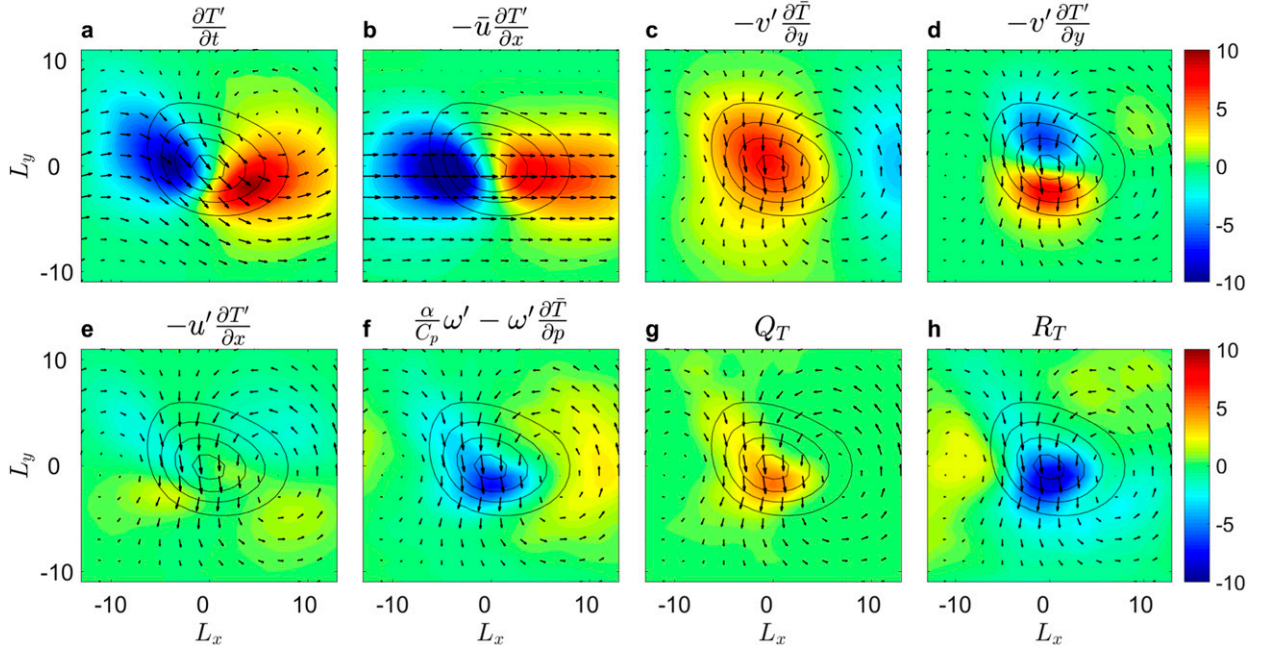 a ∂T′/∂t b −ū ∂T′/∂x c −v′ ∂T̄/∂y d −v′ ∂T′/∂y
10
0
-10
L_y
10
5
0
-5
-10
e −u′ ∂T′/∂x f α/C_p ω′ − ω′ ∂T̄/∂p g Q_T h R_T
10
0
-10
L_y
10
5
0
-5
-10
-10 0 10 -10 0 10 -10 0 10 -10 0 10
L_x L_x L_x L_x